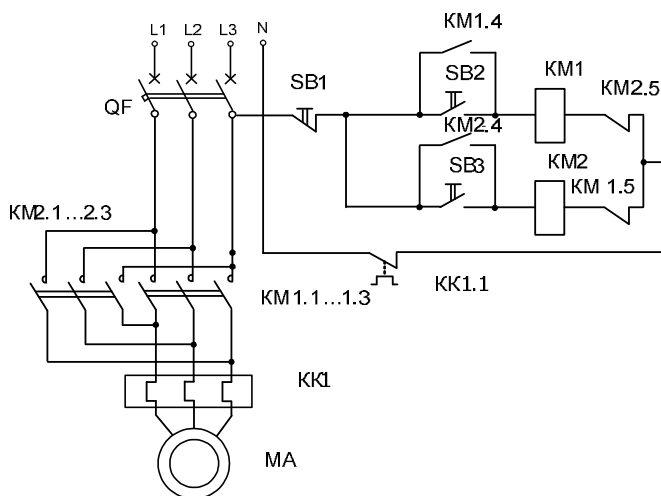 L1 L2 L3 N
KM1.4
SB1 SB2 KM1 KM2.5
QF
KM2.4
SB3 KM2 KM 1.5
KM2.1...2.3
KM1.1...1.3 KK1.1
KK1
MA